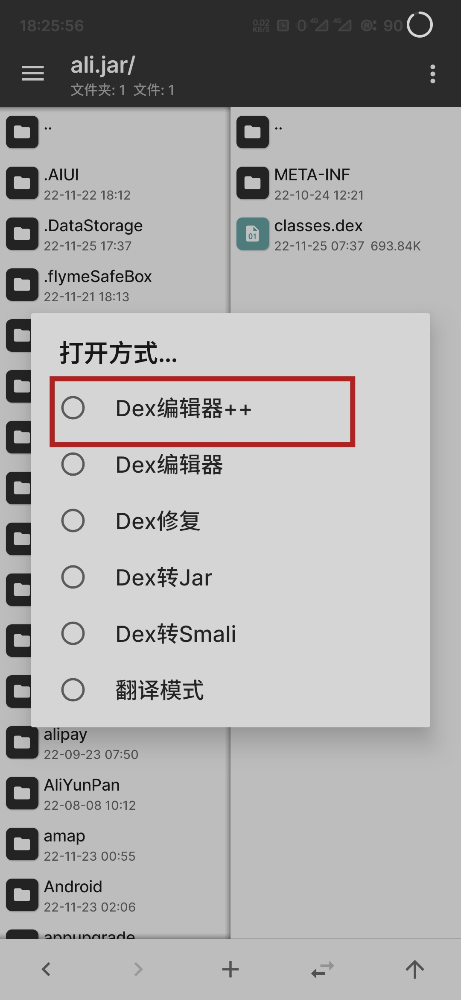 18:25:56
0.02
KB/S
4G
4G
H
90
ali.jar/
文件夹: 1 文件: 1
..
.AIUI
22-11-22 18:12
.DataStorage
22-11-25 17:37
.flymeSafeBox
22-11-21 18:13
..
META-INF
22-10-24 12:21
01
classes.dex
22-11-25 07:37 693.84K
打开方式...
Dex编辑器++
Dex编辑器
Dex修复
Dex转Jar
Dex转Smali
翻译模式
alipay
22-09-23 07:50
AliYunPan
22-08-08 10:12
amap
22-11-23 00:55
Android
22-11-23 02:06
appupgrade